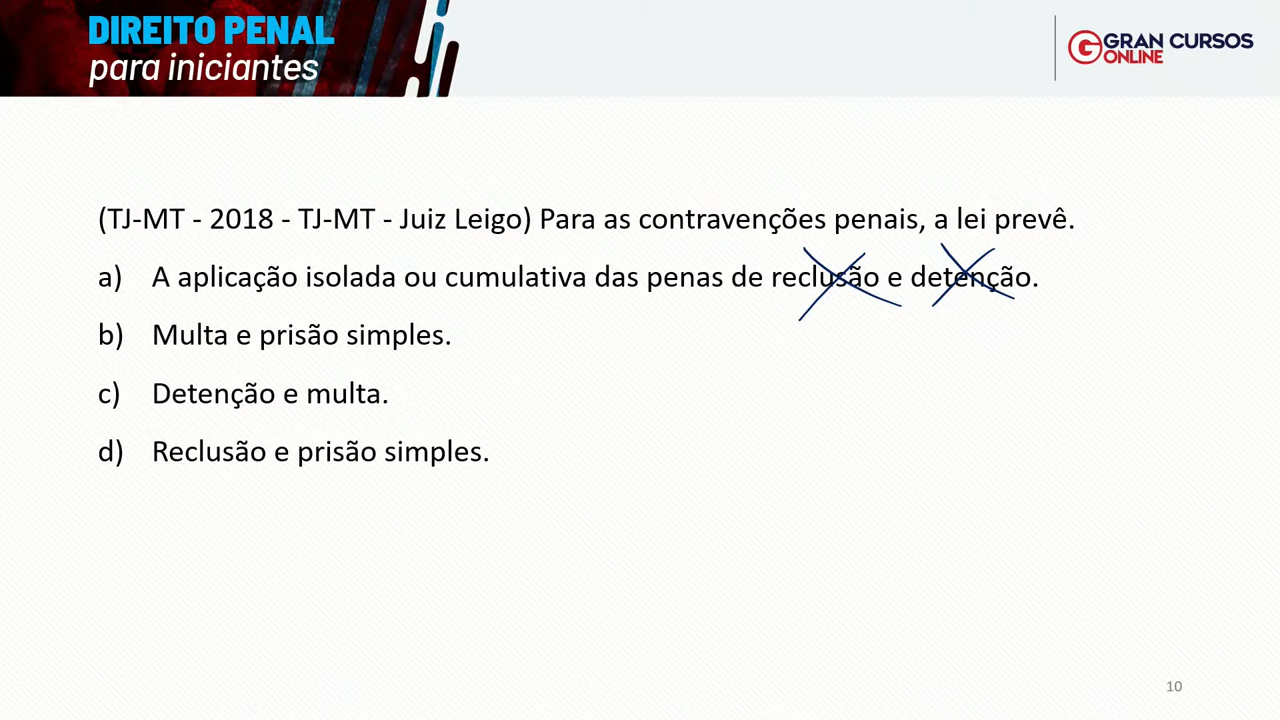 DIREITO PENAL
para iniciantes
GRAN CURSOS
ONLINE
(TJ-MT - 2018 - TJ-MT - Juiz Leigo) Para as contravenções penais, a lei prevê.
a) A aplicação isolada ou cumulativa das penas de reclusão e detenção.
b) Multa e prisão simples.
c) Detenção e multa.
d) Reclusão e prisão simples.
10